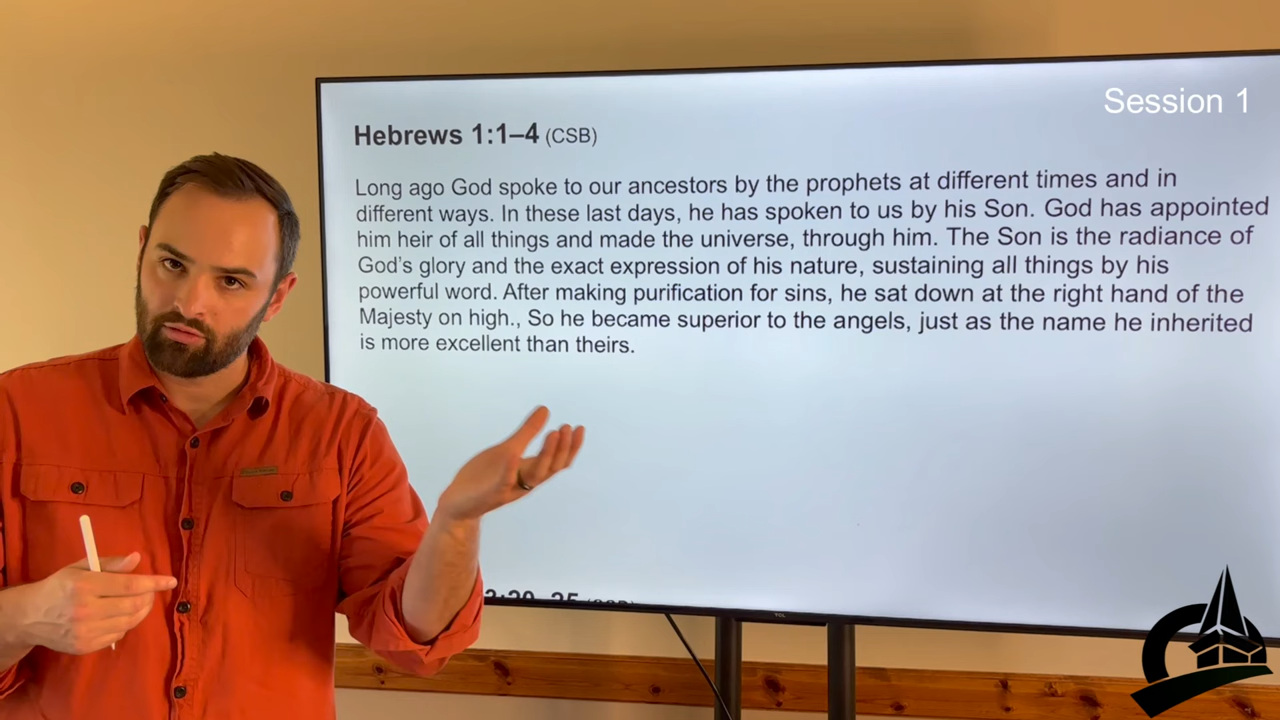 Session 1
Hebrews 1:1–4 (CSB)
Long ago God spoke to our ancestors by the prophets at different times and in
different ways. In these last days, he has spoken to us by his Son. God has appointed
him heir of all things and made the universe, through him. The Son is the radiance of
God's glory and the exact expression of his nature, sustaining all things by his
powerful word. After making purification for sins, he sat down at the right hand of the
Majesty on high., So he became superior to the angels, just as the name he inherited
is more excellent than theirs.
TCL